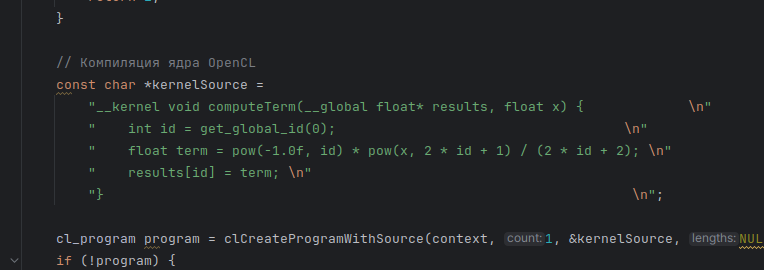 }
// Компиляция ядра OpenCL
const char *kernelSource =
"__kernel void computeTerm(__global float* results, float x) { \n"
" int id = get_global_id(0); \n"
" float term = pow(-1.0f, id) * pow(x, 2 * id + 1) / (2 * id + 2); \n"
" results[id] = term; \n"
"} \n";
cl_program program = clCreateProgramWithSource(context, count: 1, &kernelSource, lengths: NUL
if (!program) {